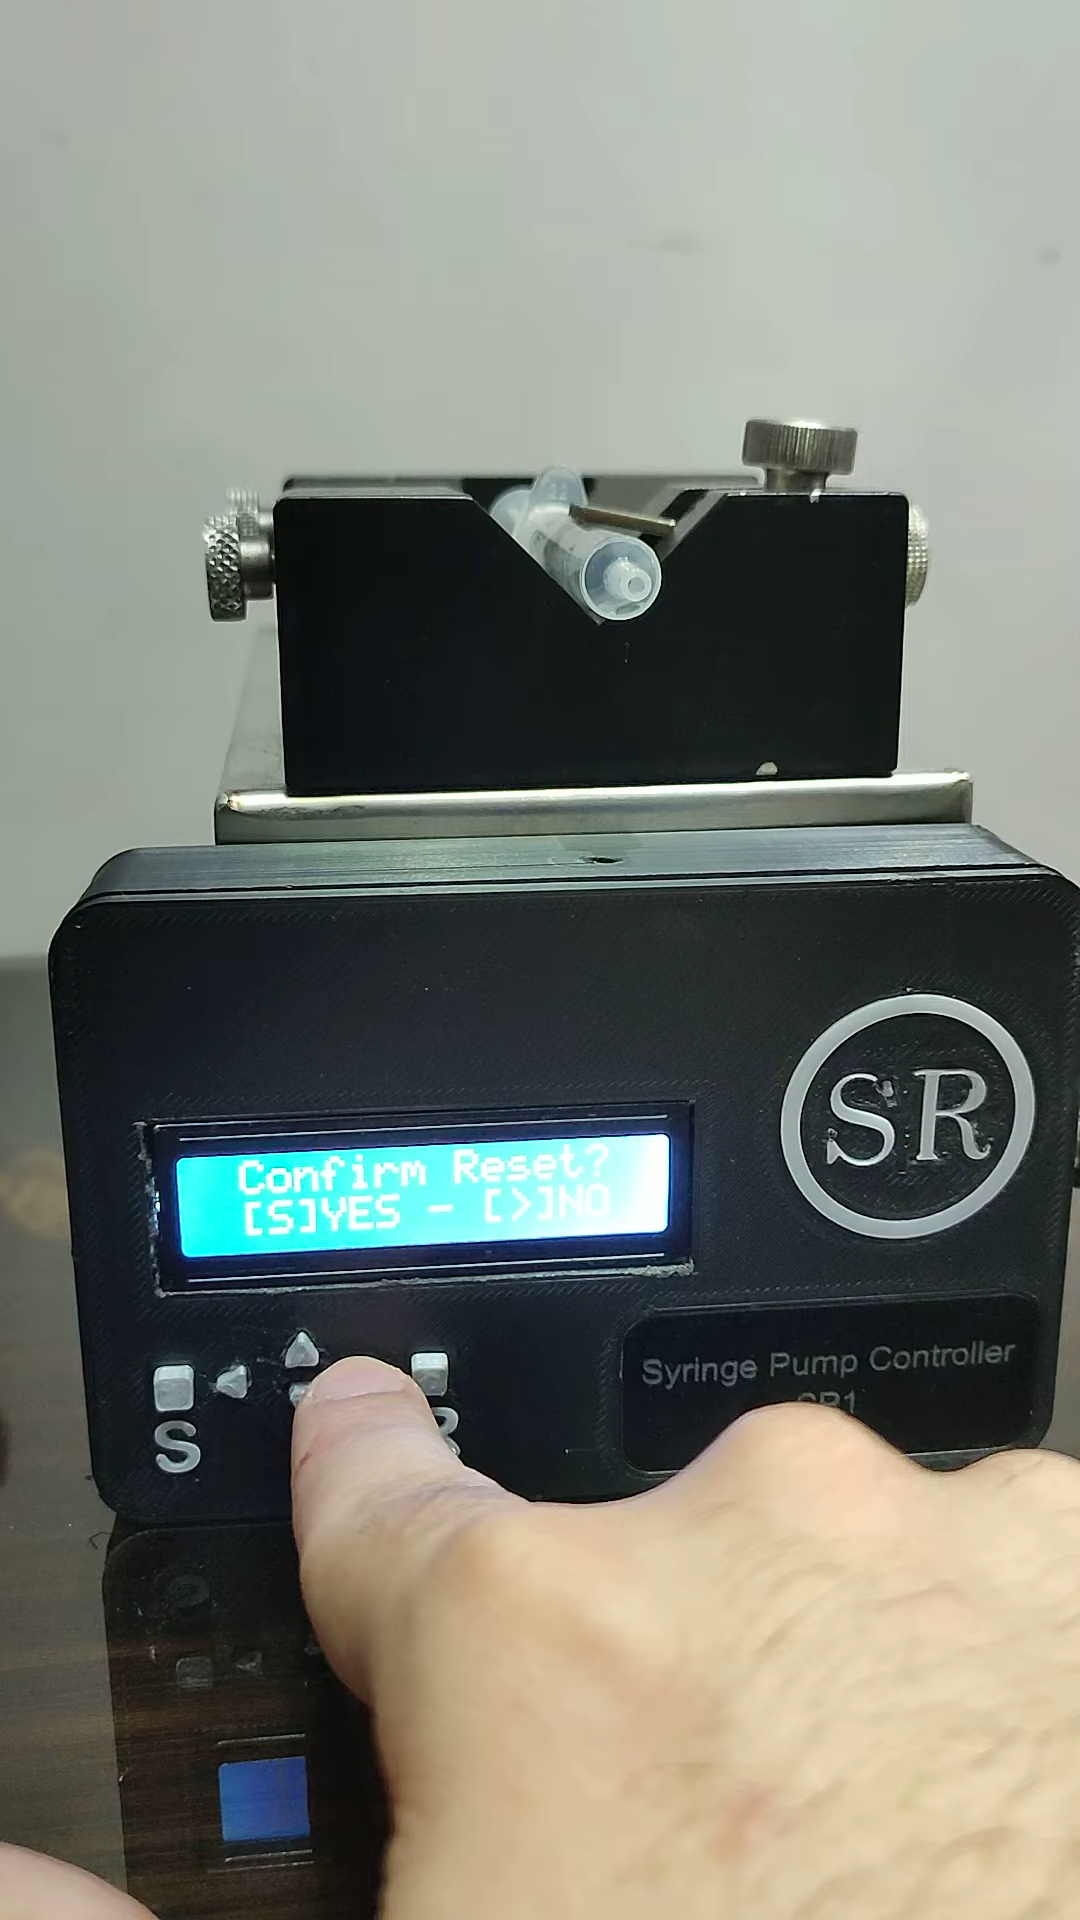 Confirm Reset?
[S]YES - [>]NO
SR
Syringe Pump Controller
S